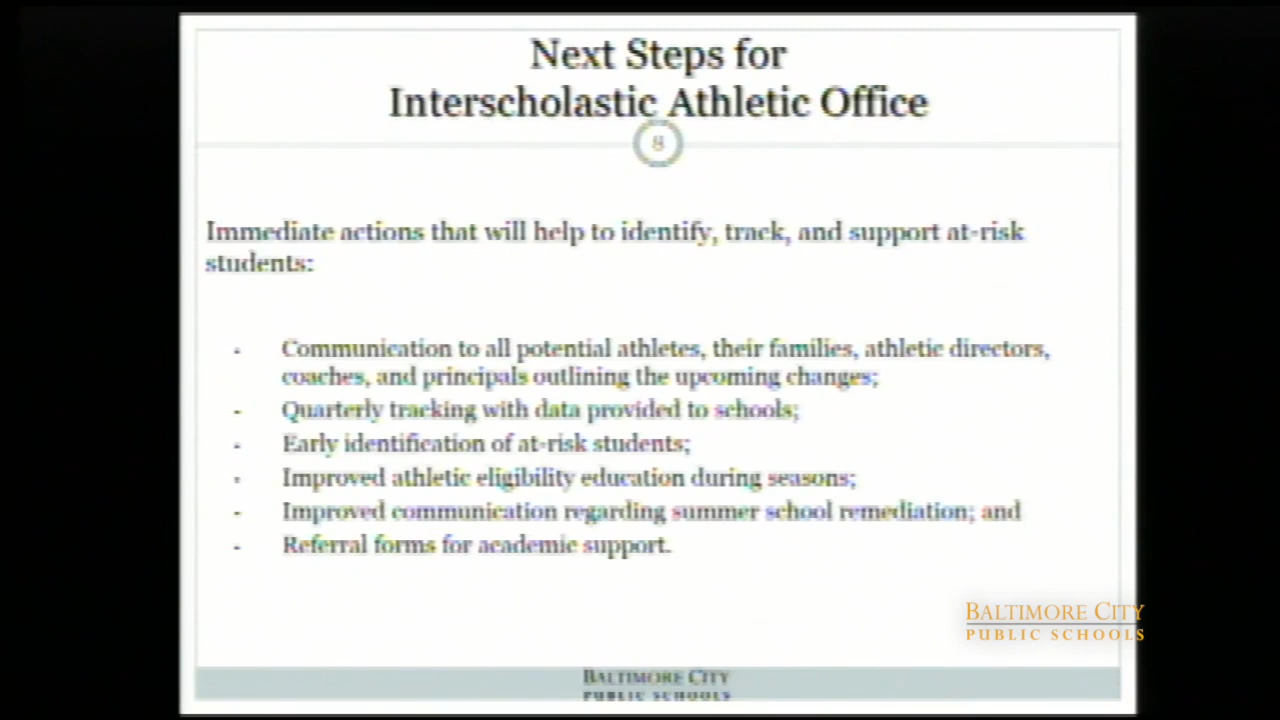 Next Steps for
Interscholastic Athletic Office
8
Immediate actions that will help to identify, track, and support at-risk
students:
- Communication to all potential athletes, their families, athletic directors,
coaches, and principals outlining the upcoming changes;
- Quarterly tracking with data provided to schools;
- Early identification of at-risk students;
- Improved athletic eligibility education during seasons;
- Improved communication regarding summer school remediation; and
- Referral forms for academic support.
BALTIMORE CITY
PUBLIC SCHOOLS
BALTIMORE CITY
PUBLIC SCHOOLS